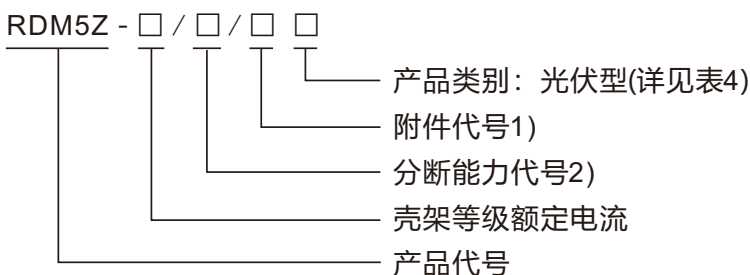 RDM5Z - □ / □ / □ □
产品类别：光伏型(详见表4)
附件代号1)
分断能力代号2)
壳架等级额定电流
产品代号